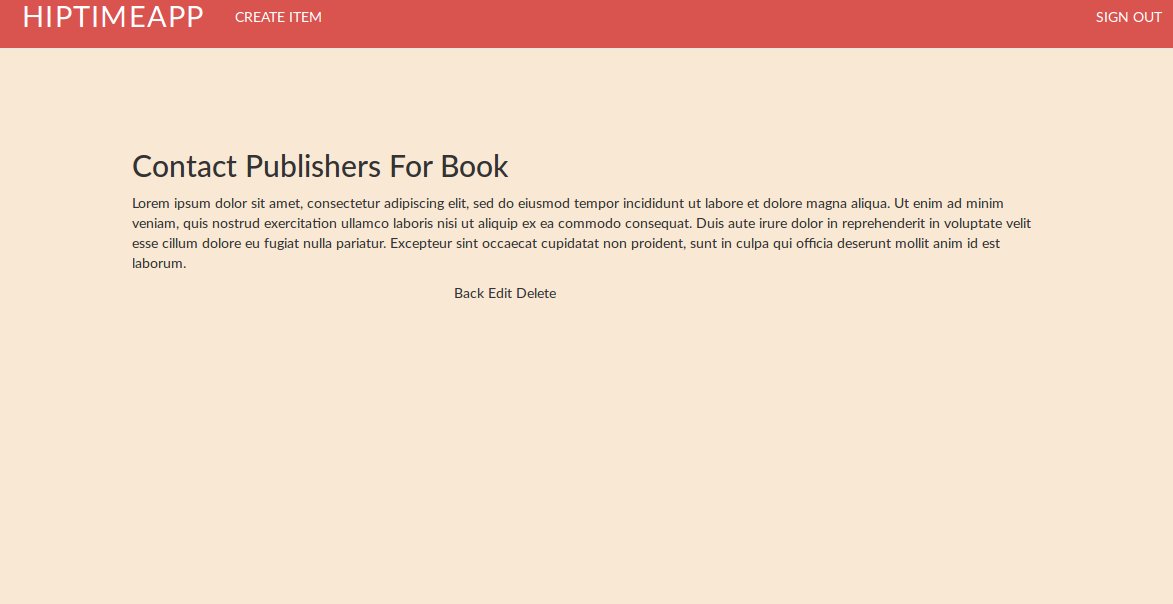 HIPTIMEAPP CREATE ITEM SIGN OUT
Contact Publishers For Book
Lorem ipsum dolor sit amet, consectetur adipiscing elit, sed do eiusmod tempor incididunt ut labore et dolore magna aliqua. Ut enim ad minim
veniam, quis nostrud exercitation ullamco laboris nisi ut aliquip ex ea commodo consequat. Duis aute irure dolor in reprehenderit in voluptate velit
esse cillum dolore eu fugiat nulla pariatur. Excepteur sint occaecat cupidatat non proident, sunt in culpa qui officia deserunt mollit anim id est
laborum.
Back Edit Delete